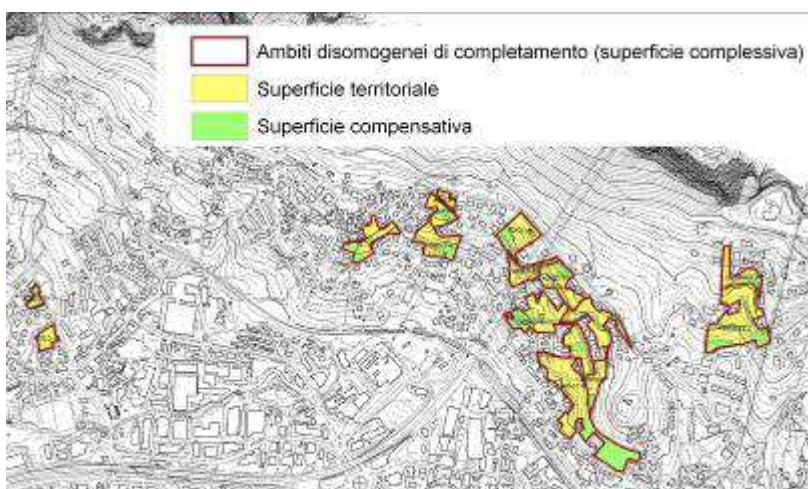 Ambiti disomogenei di completamento (superficie complessiva)
Superficie territoriale
Superficie compensativa